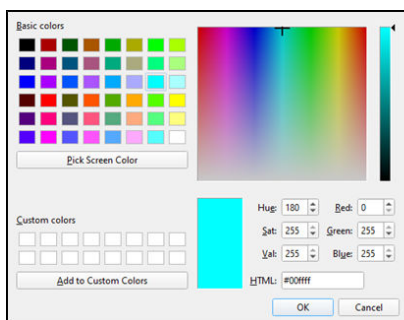 Basic colors
Pick Screen Color
Custom colors
Add to Custom Colors
Hue: 180 Red: 0
Sat: 255 Green: 255
Val: 255 Blue: 255
HTML: #00ffff
OK Cancel